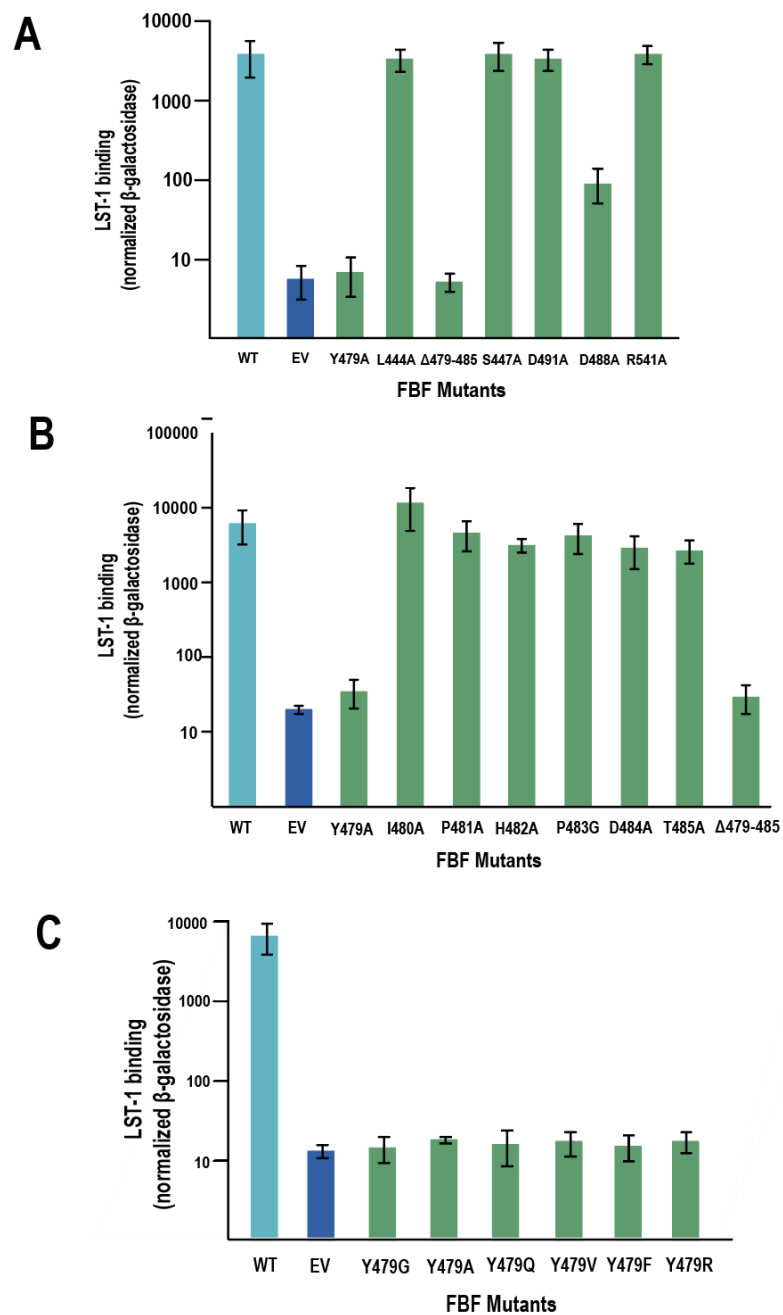 A
LST-1 binding
(normalized β-galactosidase)
10000
1000
100
10
WT EV Y479A L444A Δ479-485 S447A D491A D488A R541A
FBF Mutants
B
LST-1 binding
(normalized β-galactosidase)
100000
10000
1000
100
10
WT EV Y479A I480A P481A H482A P483G D484A T485A Δ479-485
FBF Mutants
C
LST-1 binding
(normalized β-galactosidase)
10000
1000
100
10
WT EV Y479G Y479A Y479Q Y479V Y479F Y479R
FBF Mutants